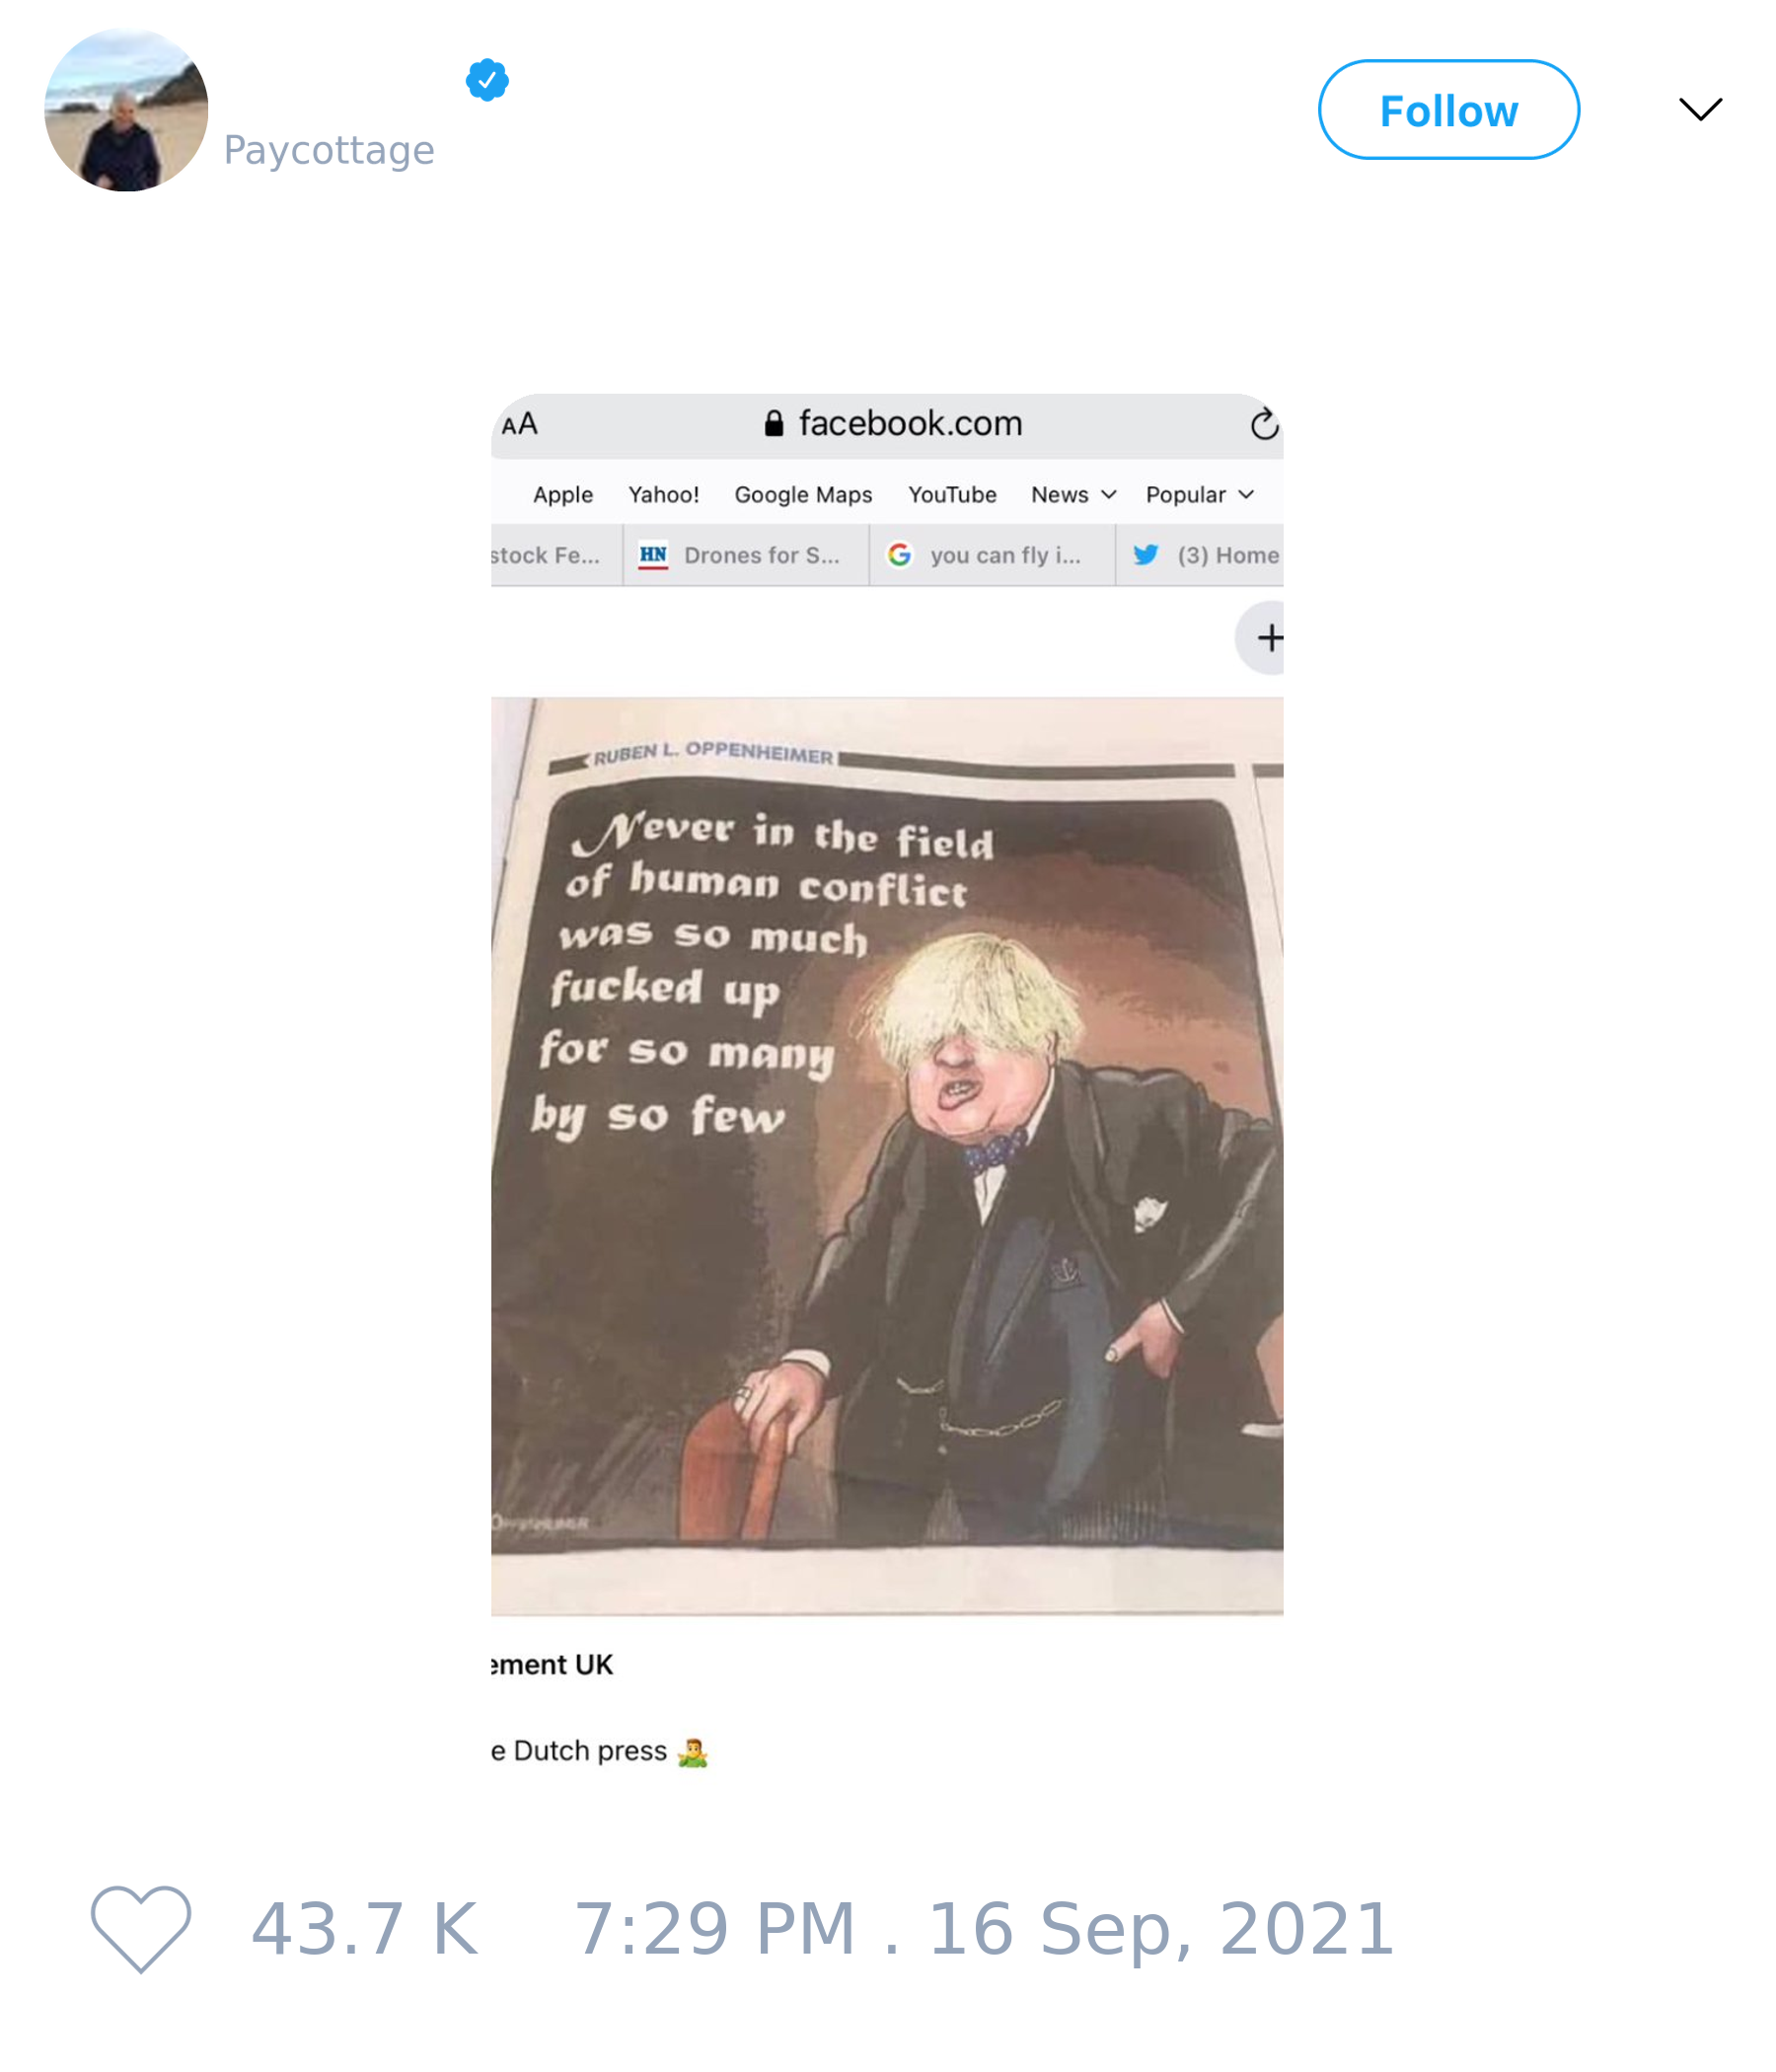 Paycottage
Follow
AA
facebook.com
Apple Yahoo! Google Maps YouTube News Popular
stock Fe... HN Drones for S... G you can fly i... (3) Home
+
RUBEN L. OPPENHEIMER
Never in the field
of human conflict
was so much
fucked up
for so many
by so few
OPPENHEIMER
ement UK
e Dutch press
43.7 K 7:29 PM . 16 Sep, 2021